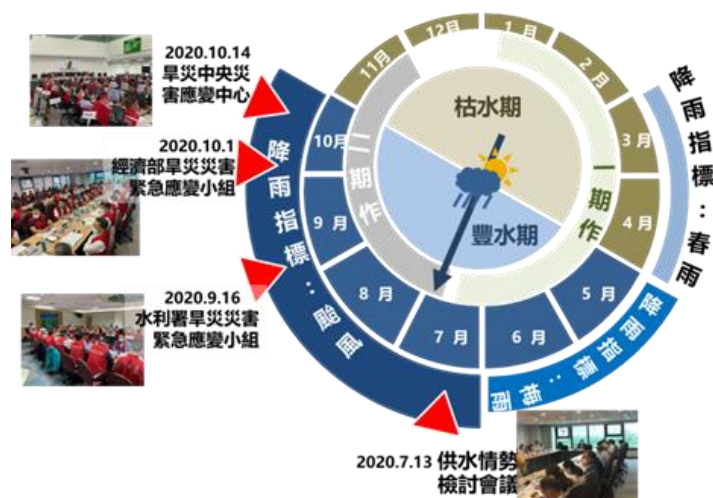 2020.10.14
旱災中央災
害應變中心
2020.10.1
經濟部旱災災害
緊急應變小組
2020.9.16
水利署旱災災害
緊急應變小組
2020.7.13 供水情勢
檢討會議
1月
2月
3月
4月
5月
6月
7月
8月
9月
10月
11月
12月
枯水期
豐水期
一期作
二期作
降雨指標：春雨
降雨指標：梅雨
降雨指標：颱風